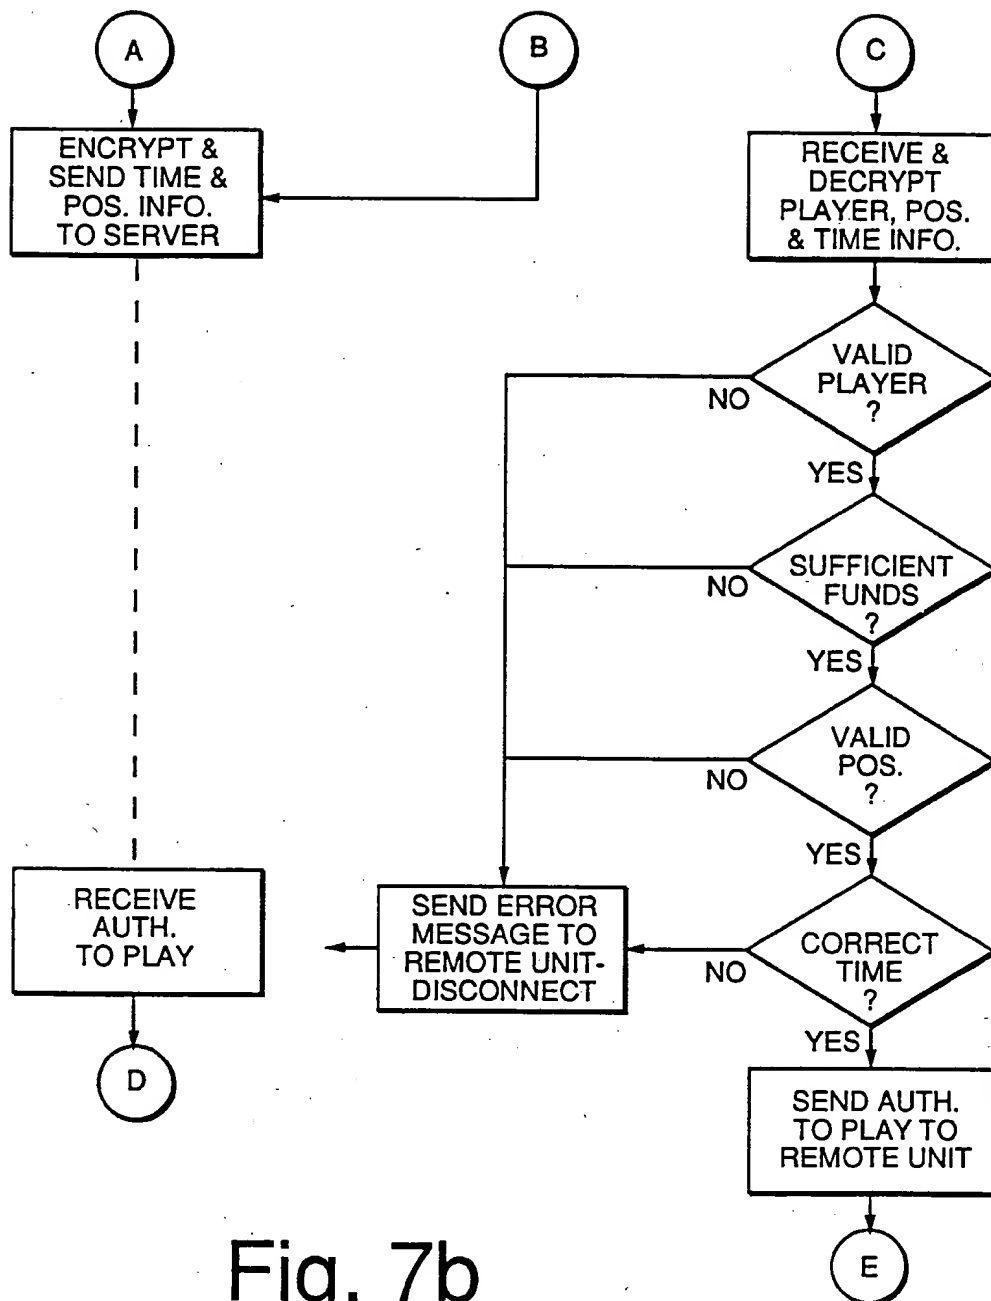 A
B
C
ENCRYPT &
SEND TIME &
POS. INFO.
TO SERVER
RECEIVE &
DECRYPT
PLAYER, POS.
& TIME INFO.
VALID
PLAYER
?
NO
YES
SUFFICIENT
FUNDS
?
NO
YES
VALID
POS.
?
NO
YES
RECEIVE
AUTH.
TO PLAY
SEND ERROR
MESSAGE TO
REMOTE UNIT-
DISCONNECT
CORRECT
TIME
?
NO
YES
D
SEND AUTH.
TO PLAY TO
REMOTE UNIT
E
Fig. 7b